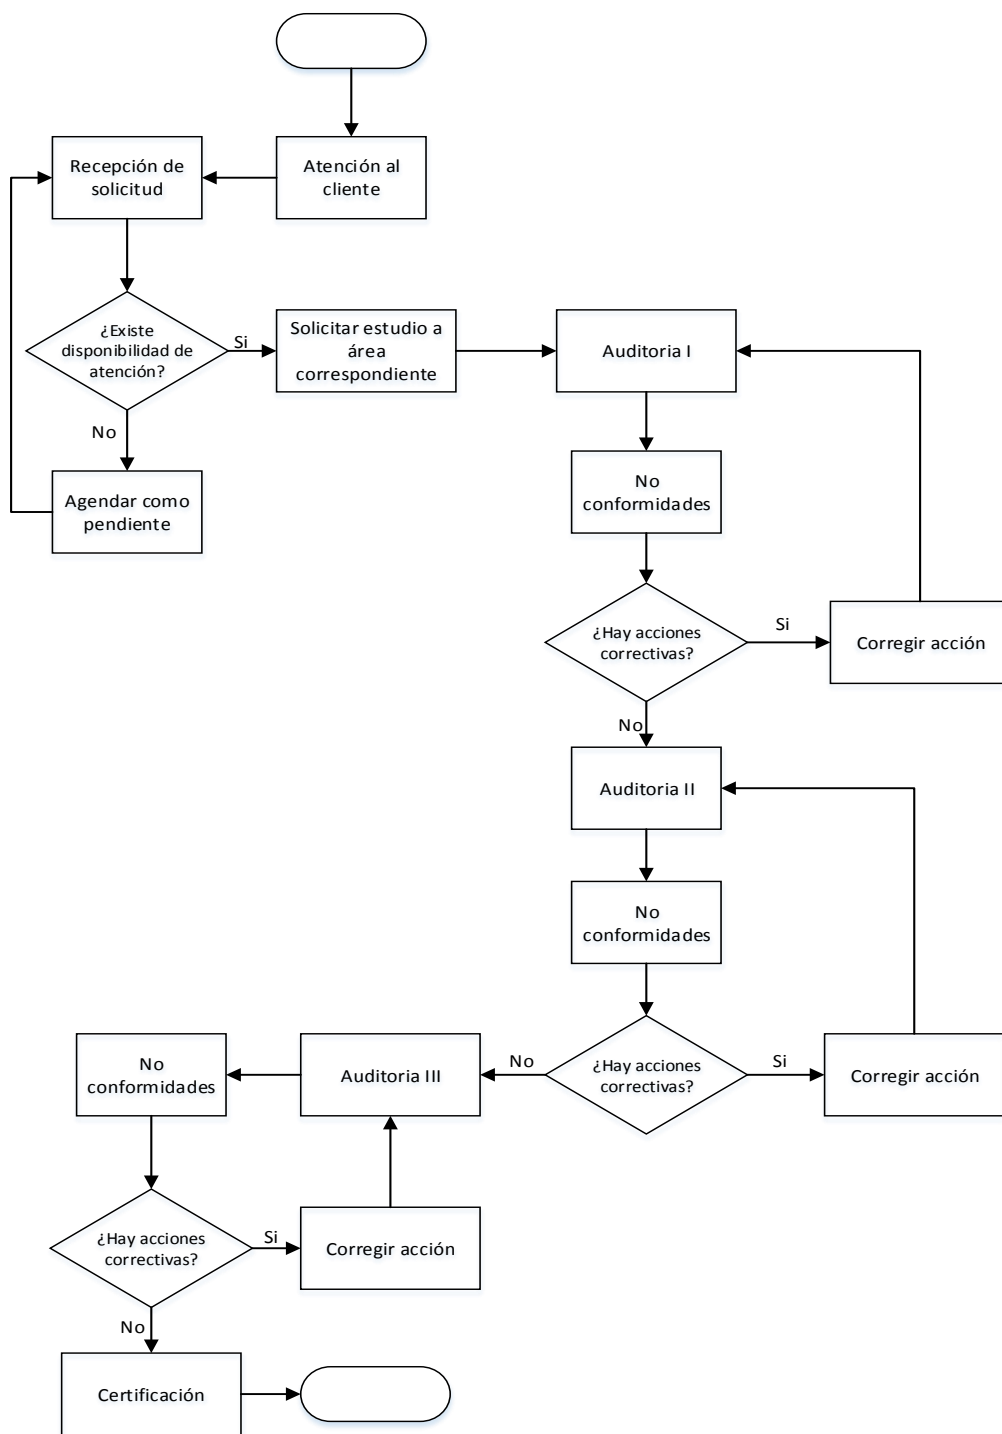 Recepción de
solicitud
Atención al
cliente
¿Existe
disponibilidad de
atención?
Si
Solicitar estudio a
área
correspondiente
Auditoria I
No
Agendar como
pendiente
No
conformidades
¿Hay acciones
correctivas?
Si
Corregir acción
No
Auditoria II
No
conformidades
¿Hay acciones
correctivas?
Si
Corregir acción
No
Auditoria III
No
conformidades
¿Hay acciones
correctivas?
Si
Corregir acción
No
Certificación